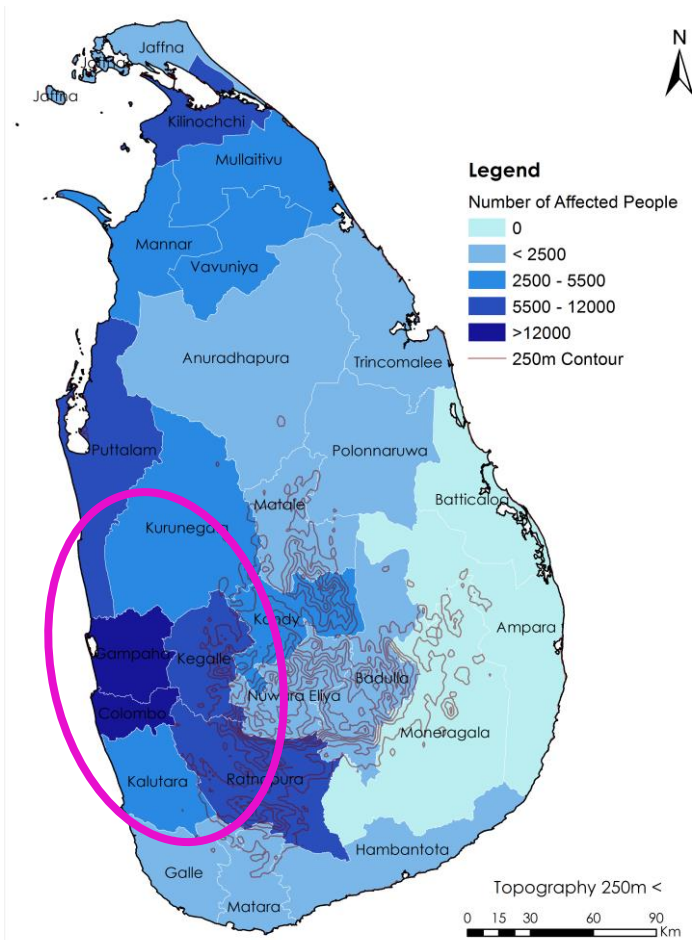 Jaffna
Jaffna
Jaffna
N
Kilinochchi
Mullaitivu
Legend
Number of Affected People
0
< 2500
2500 - 5500
5500 - 12000
>12000
250m Contour
Mannar
Vavuniya
Anuradhapura
Trincomalee
Puttalam
Polonnaruwa
Matale
Batticaloa
Kurunegala
Kandy
Ampara
Gampaha
Kegalle
Badulla
Nuwara Eliya
Colombo
Moneragala
Kalutara
Ratnapura
Hambantota
Galle
Matara
Topography 250m <
0 15 30 60 90
Km